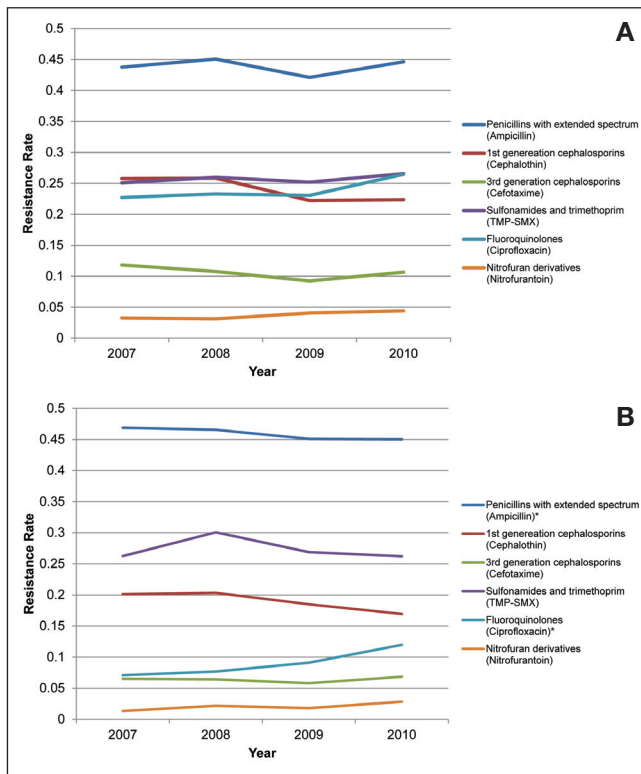 A
0.5
0.45
0.4
0.35
0.3
0.25
0.2
0.15
0.1
0.05
0
Resistance Rate
2007 2008 2009 2010
Year
Penicillins with extended spectrum
(Ampicillin)
1st genereation cephalosporins
(Cephalothin)
3rd generation cephalosporins
(Cefotaxime)
Sulfonamides and trimethoprim
(TMP-SMX)
Fluoroquinolones
(Ciprofloxacin)
Nitrofuran derivatives
(Nitrofurantoin)
B
0.5
0.45
0.4
0.35
0.3
0.25
0.2
0.15
0.1
0.05
0
Resistance Rate
2007 2008 2009 2010
Year
Penicillins with extended spectrum
(Ampicillin)*
1st genereation cephalosporins
(Cephalothin)
3rd generation cephalosporins
(Cefotaxime)
Sulfonamides and trimethoprim
(TMP-SMX)
Fluoroquinolones
(Ciprofloxacin)*
Nitrofuran derivatives
(Nitrofurantoin)